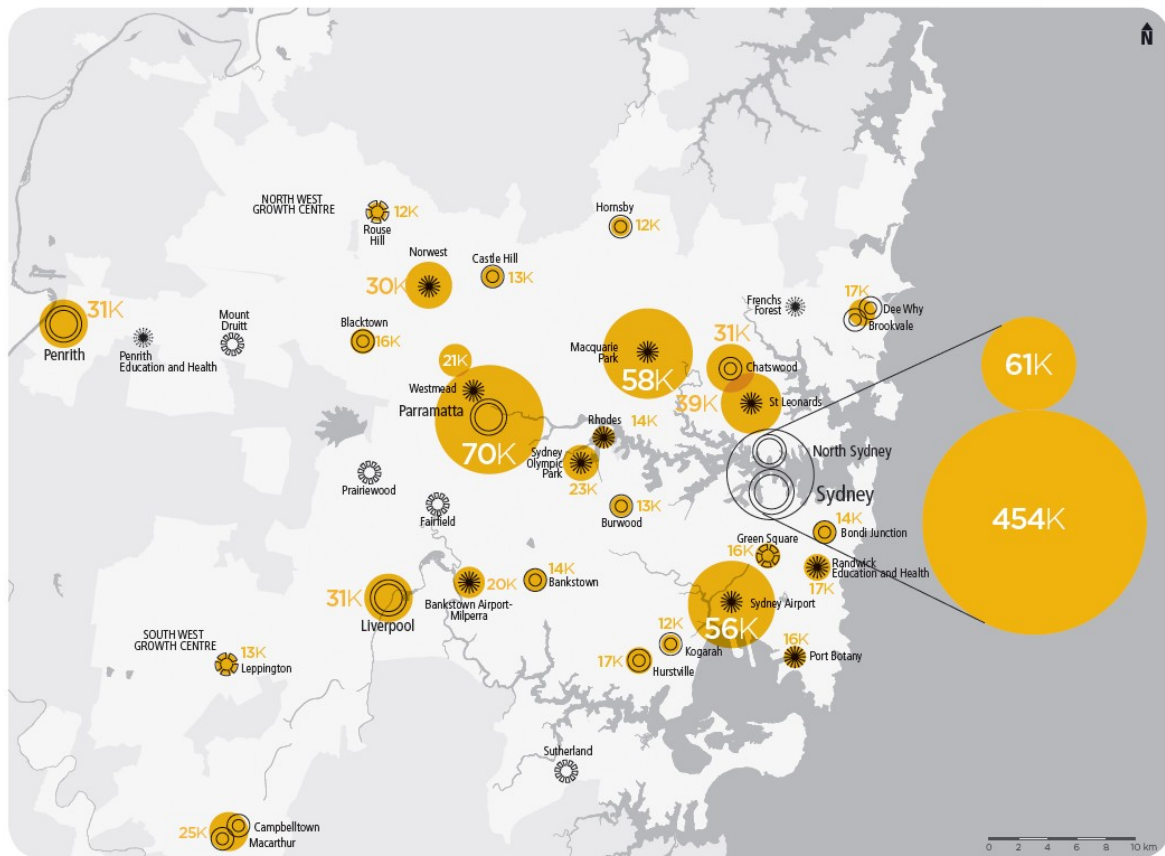 N
NORTH WEST
GROWTH CENTRE
12K
Rouse
Hill
Hornsby
12K
Norwest
30K
Castle Hill
13K
31K
Penrith
Penrith
Education and Health
Mount
Druitt
Blacktown
16K
Frenchs
Forest
17K
Dee Why
Brookvale
Macquarie
Park
58K
31K
Chatswood
39K
St Leonards
21K
Westmead
Parramatta
70K
Rhodes
14K
Sydney
Olympic
Park
23K
North Sydney
Sydney
61K
454K
Prairiewood
Fairfield
Burwood
13K
14K
Bondi Junction
Green Square
16K
Randwick
Education and Health
17K
31K
Liverpool
20K
Bankstown Airport-
Milperra
14K
Bankstown
Sydney Airport
56K
SOUTH WEST
GROWTH CENTRE
13K
Leppington
12K
Kogarah
17K
Hurstville
16K
Port Botany
Sutherland
25K
Campbelltown
Macarthur
0 2 4 6 8 10 km